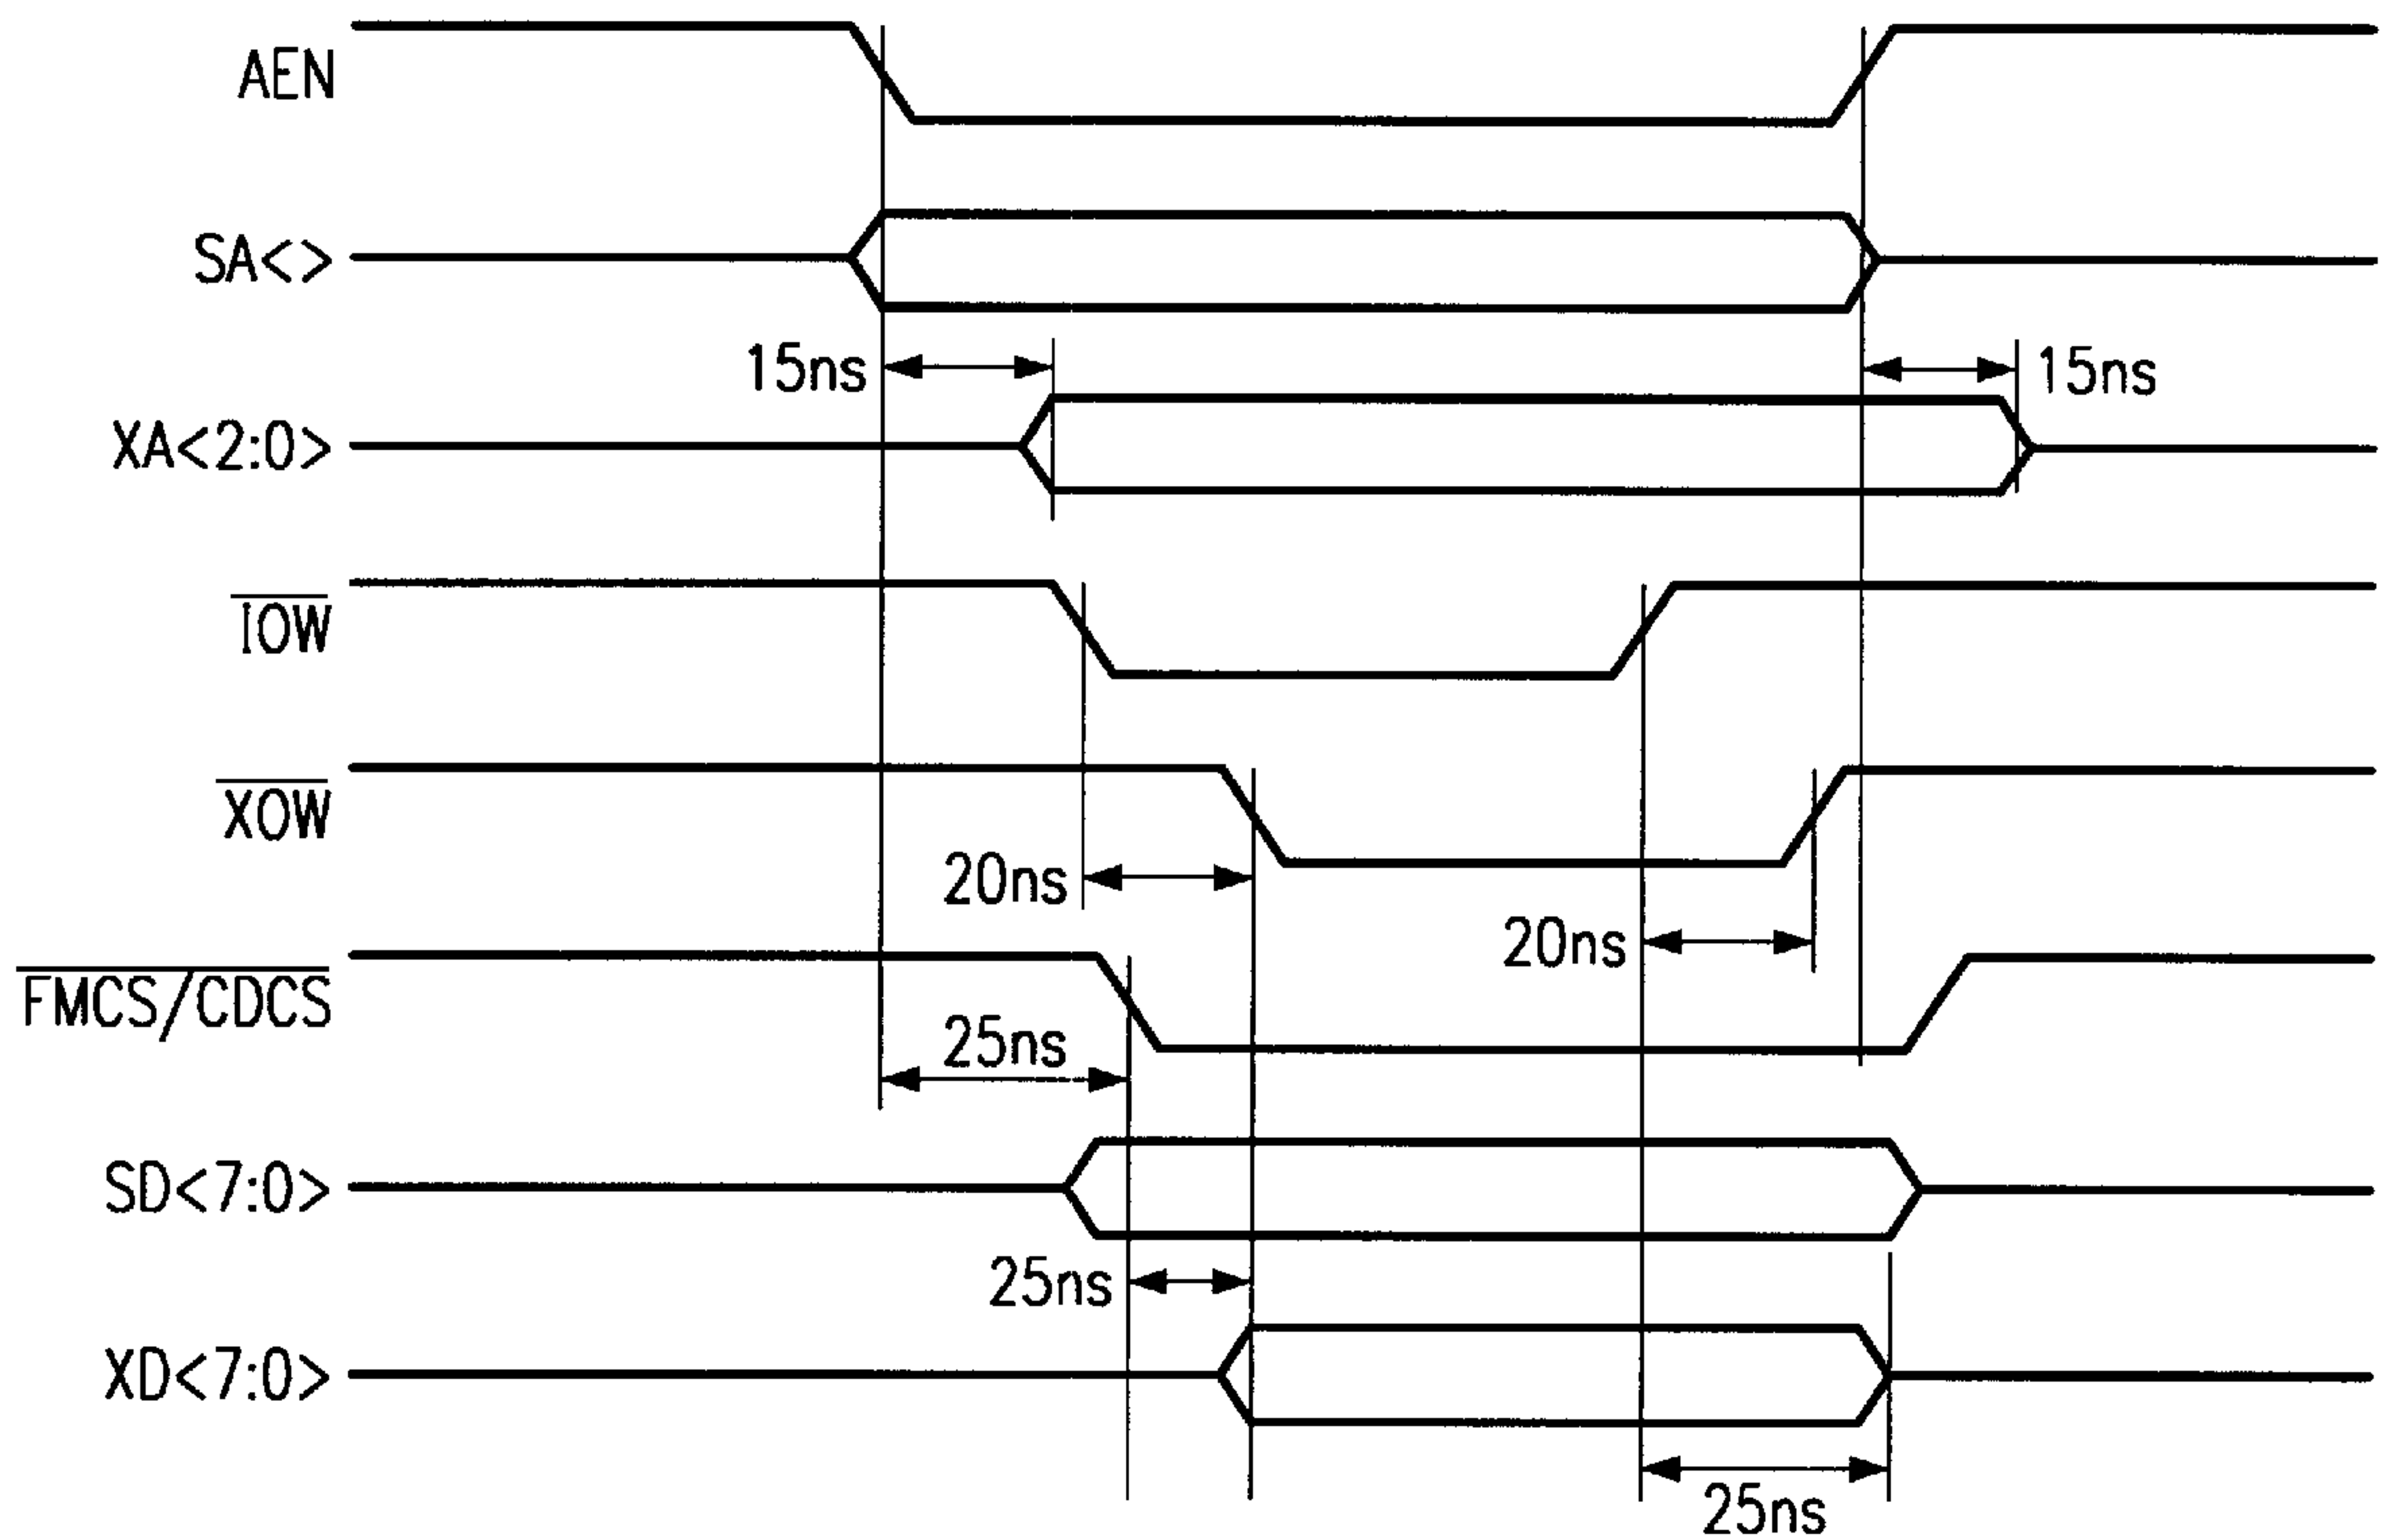 AEN
SA<>
15ns
15ns
XA<2:0>
IOW
XOW
20ns
20ns
FMCS/CDCS
25ns
SD<7:0>
25ns
XD<7:0>
25ns